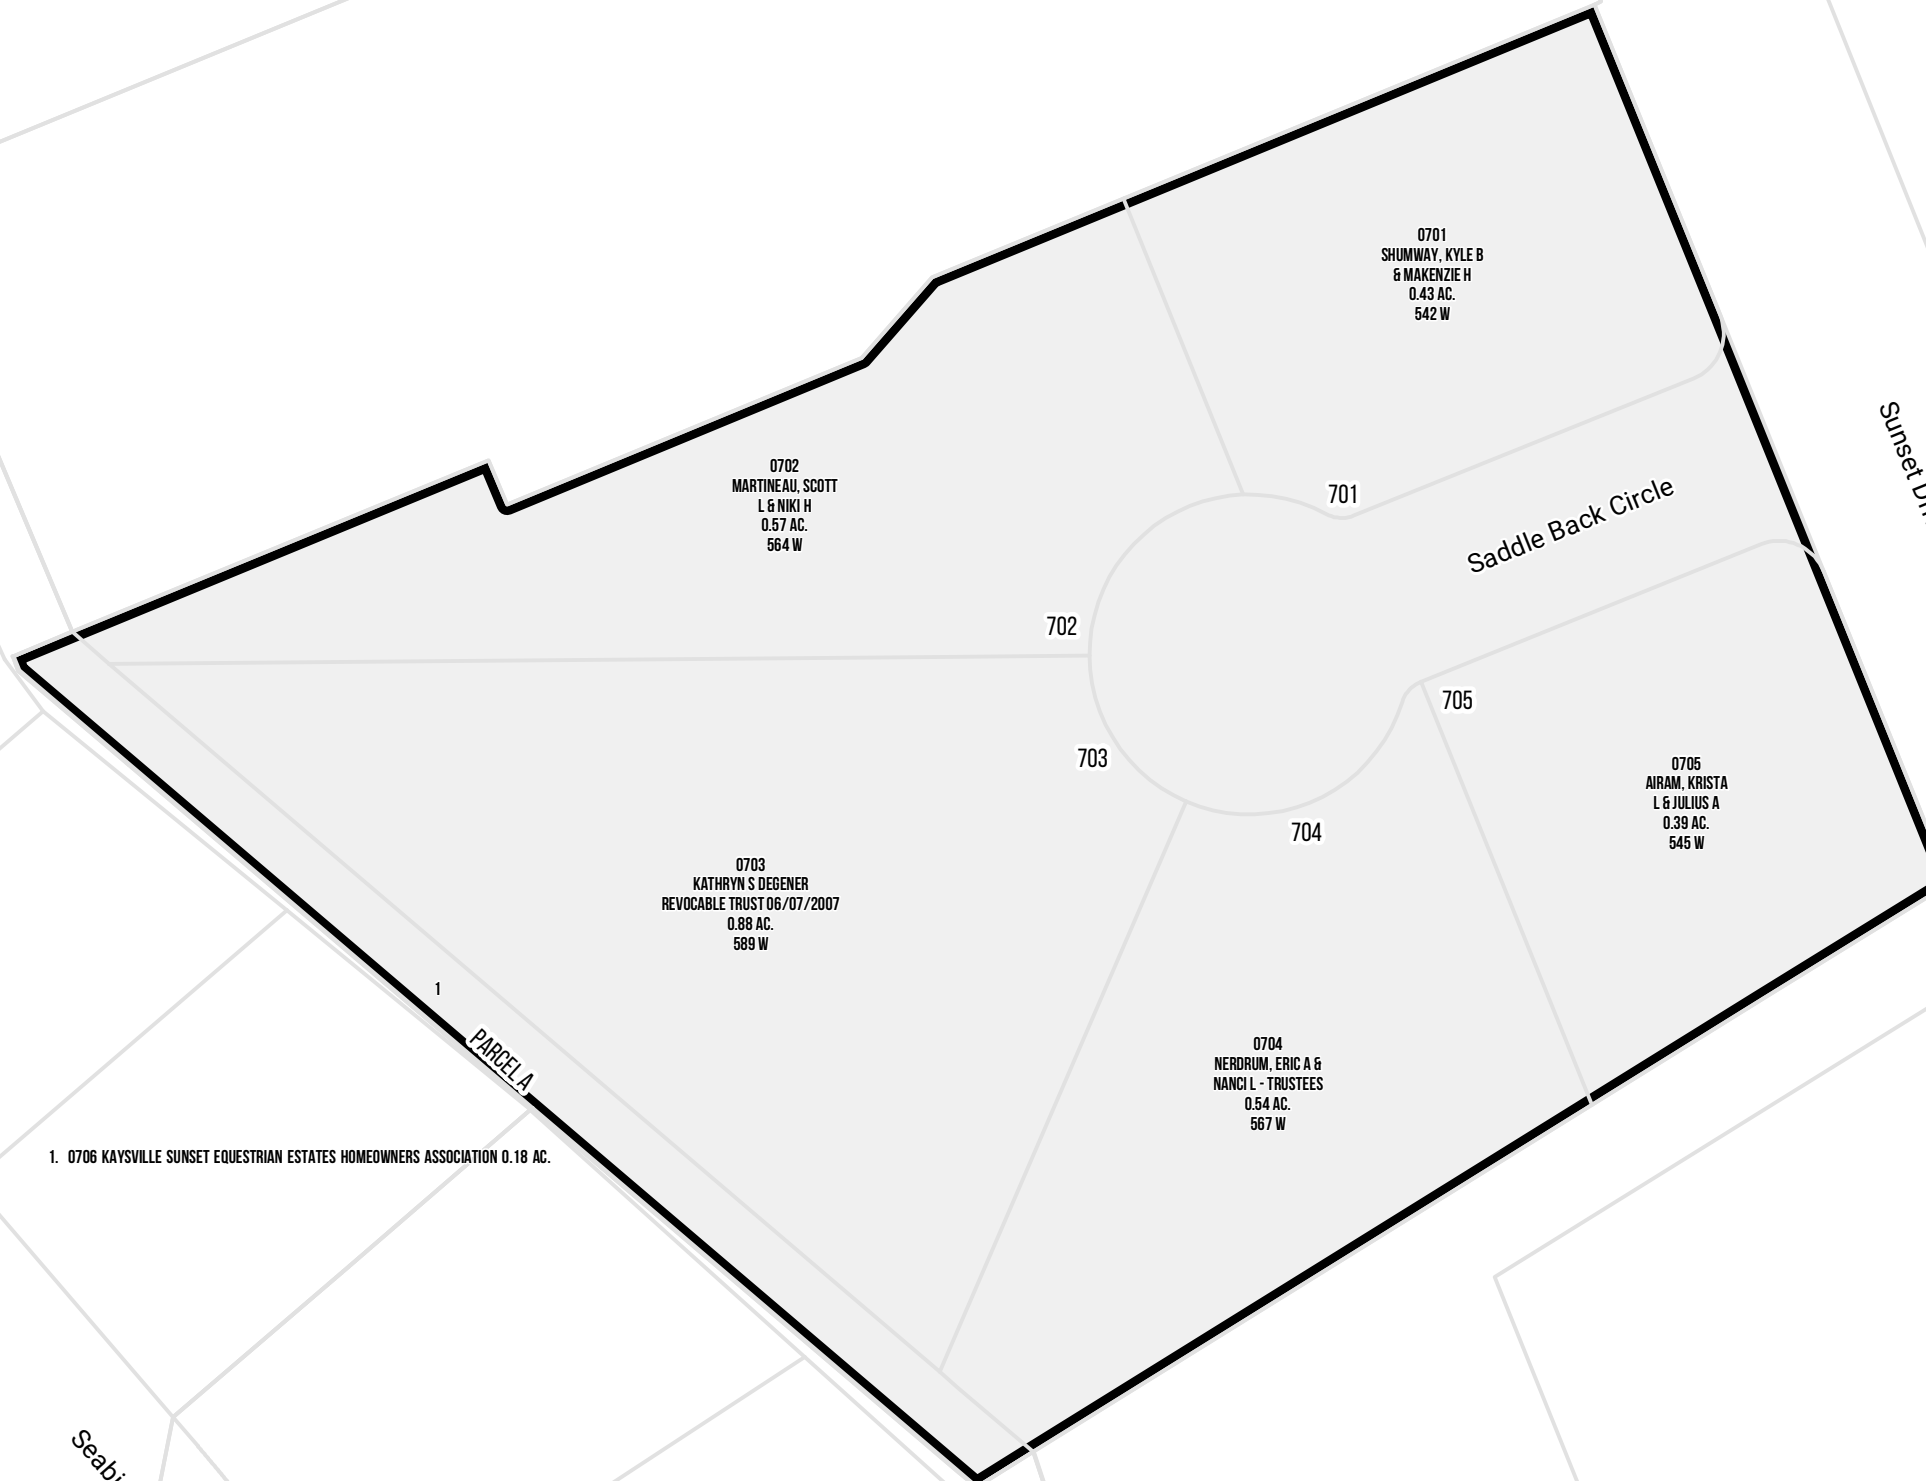 0701
SHUMWAY, KYLE B
& MAKENZIE H
0.43 AC.
542 W
Sunset Dri
0702
MARTINEAU, SCOTT
L & NIKI H
0.57 AC.
564 W
701
Saddle Back Circle
702
705
703
0705
AIRAM, KRISTA
L & JULIUS A
0.39 AC.
545 W
704
0703
KATHRYN S DEGENER
REVOCABLE TRUST 06/07/2007
0.88 AC.
589 W
1
PARCEL A
0704
NERDRUM, ERIC A &
NANCI L - TRUSTEES
0.54 AC.
567 W
1. 0706 KAYSVILLE SUNSET EQUESTRIAN ESTATES HOMEOWNERS ASSOCIATION 0.18 AC.
Seabi